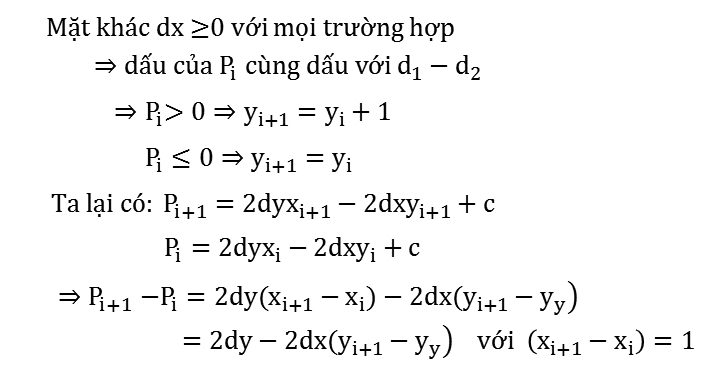 Mặt khác dx ≥0 với mọi trường hợp
⇒ dấu của Pᵢ cùng dấu với d₁ − d₂
⇒ Pᵢ> 0 ⇒ yᵢ₊₁ = yᵢ + 1
Pᵢ ≤ 0 ⇒ yᵢ₊₁ = yᵢ
Ta lại có: Pᵢ₊₁ = 2dyxᵢ₊₁ − 2dxyᵢ₊₁ + c
Pᵢ = 2dyxᵢ − 2dxyᵢ + c
⇒ Pᵢ₊₁ −Pᵢ = 2dy(xᵢ₊₁ − xᵢ) − 2dx(yᵢ₊₁ − y_y)
= 2dy − 2dx(yᵢ₊₁ − y_y) với (xᵢ₊₁ − xᵢ) = 1